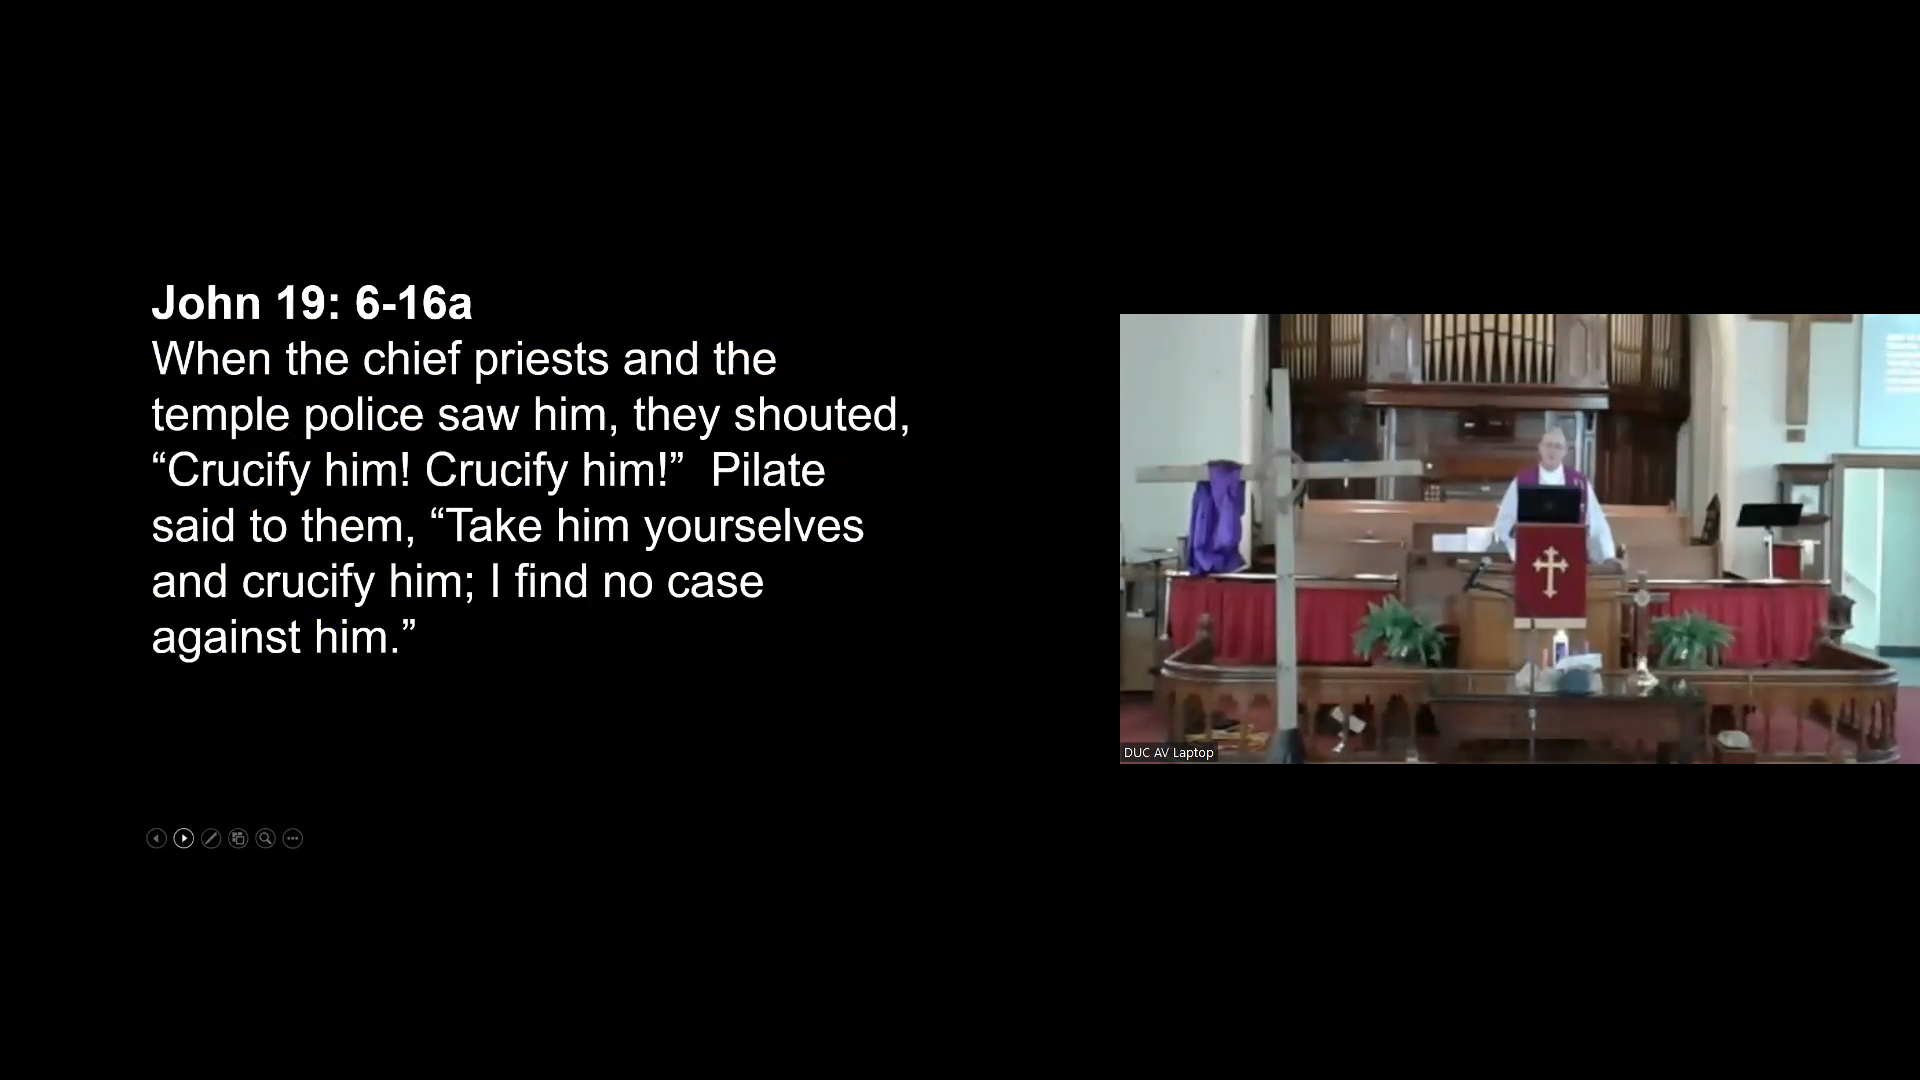 John 19: 6-16a
When the chief priests and the
temple police saw him, they shouted,
“Crucify him! Crucify him!”  Pilate
said to them, “Take him yourselves
and crucify him; I find no case
against him.”
DUC AV Laptop